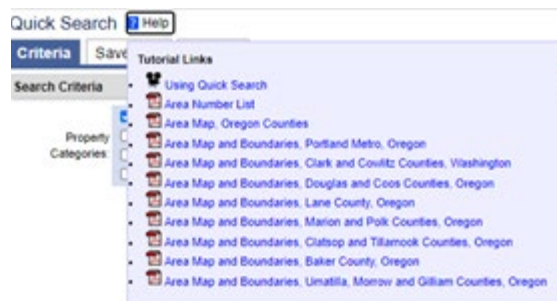 Quick Search ? Help
Criteria Save
Tutorial Links
Search Criteria
Using Quick Search
Area Number List
Area Map, Oregon Counties
Property
Categories:
Area Map and Boundaries, Portland Metro, Oregon
Area Map and Boundaries, Clark and Cowlitz Counties, Washington
Area Map and Boundaries, Douglas and Coos Counties, Oregon
Area Map and Boundaries, Lane County, Oregon
Area Map and Boundaries, Marion and Polk Counties, Oregon
Area Map and Boundaries, Clatsop and Tillamook Counties, Oregon
Area Map and Boundaries, Baker County, Oregon
Area Map and Boundaries, Umatilla, Morrow and Gilliam Counties, Oregon